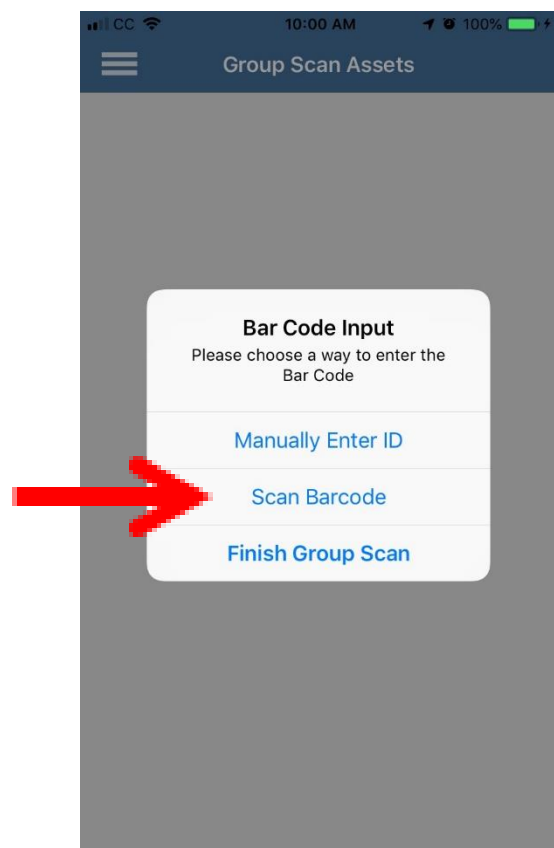 CC 10:00 AM 100%
Group Scan Assets
Bar Code Input
Please choose a way to enter the
Bar Code
Manually Enter ID
Scan Barcode
Finish Group Scan